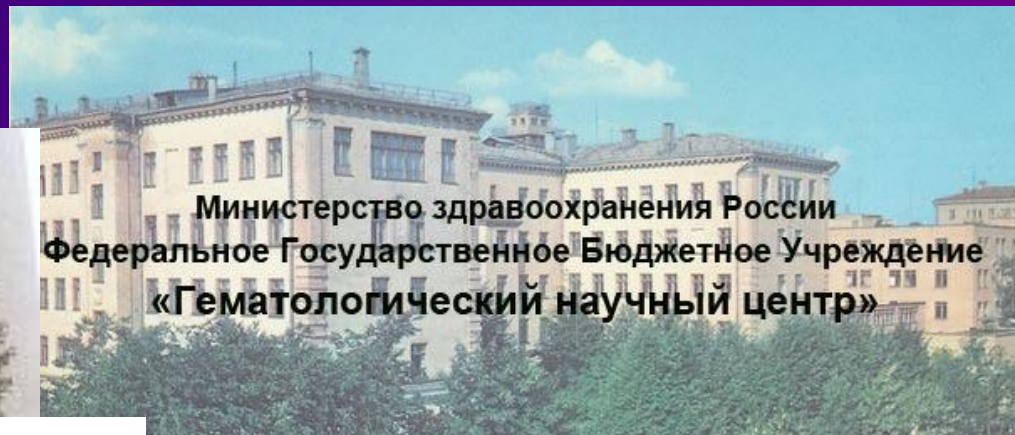 Министерство здравоохранения России
Федеральное Государственное Бюджетное Учреждение
«Гематологический научный центр»